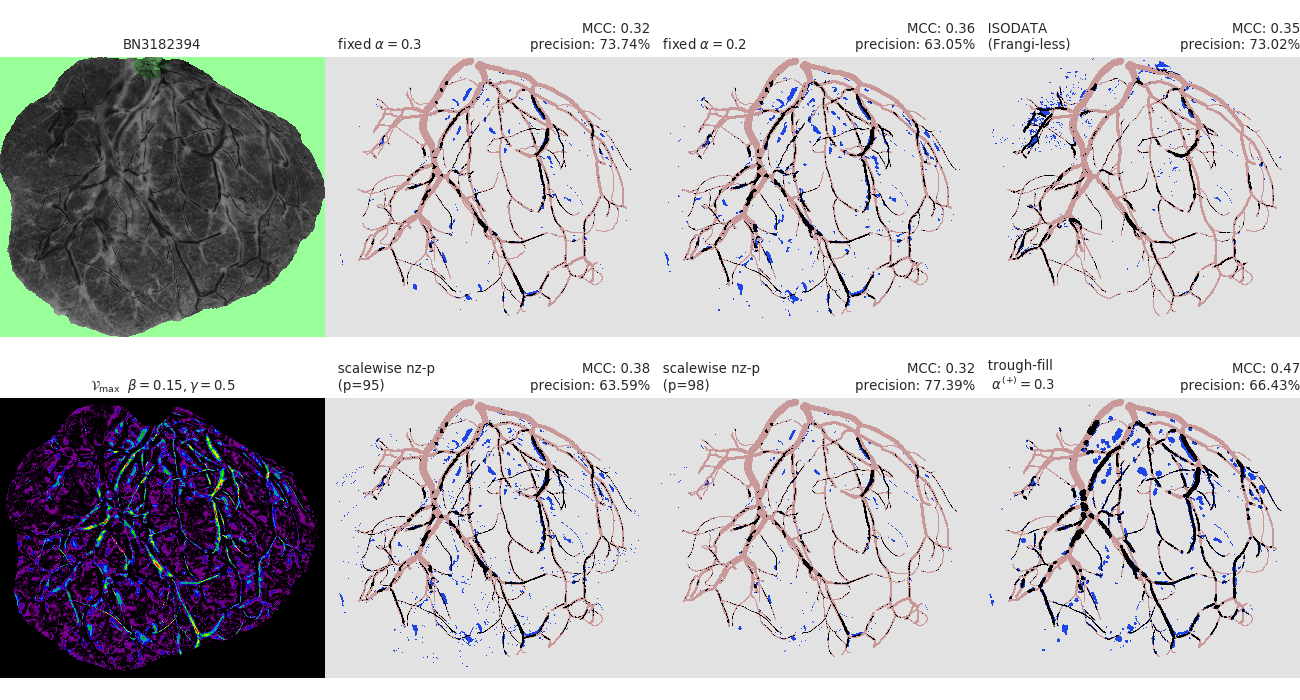 BN3182394
fixed α = 0.3
MCC: 0.32
precision: 73.74%
fixed α = 0.2
MCC: 0.36
precision: 63.05%
ISODATA
(Frangi-less)
MCC: 0.35
precision: 73.02%
𝒱max β = 0.15, γ = 0.5
scalewise nz-p
(p=95)
MCC: 0.38
precision: 63.59%
scalewise nz-p
(p=98)
MCC: 0.32
precision: 77.39%
trough-fill
α(+) = 0.3
MCC: 0.47
precision: 66.43%